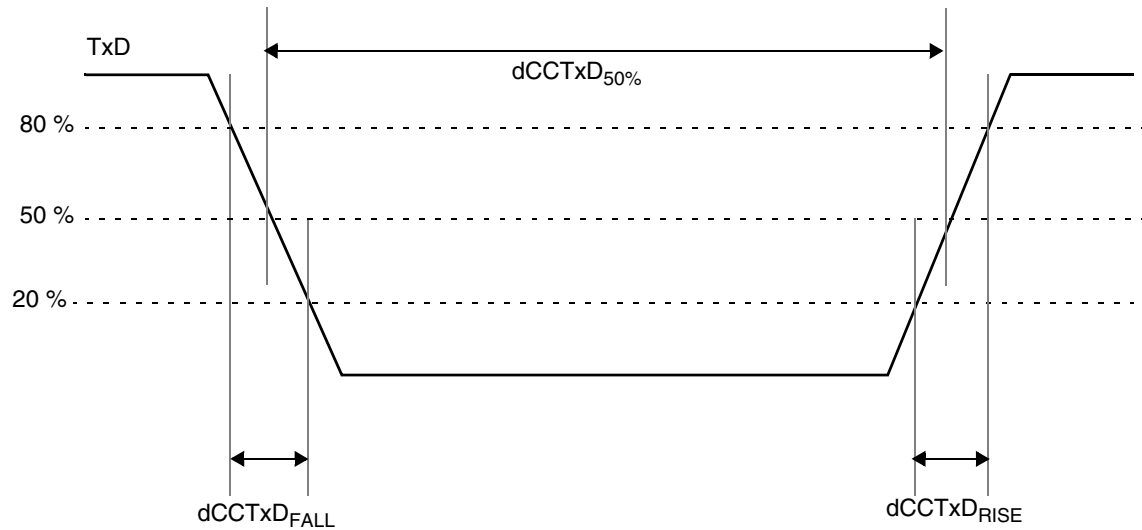 TxD
dCCTxD50%
80 %
50 %
20 %
dCCTxDFALL
dCCTxDRISE